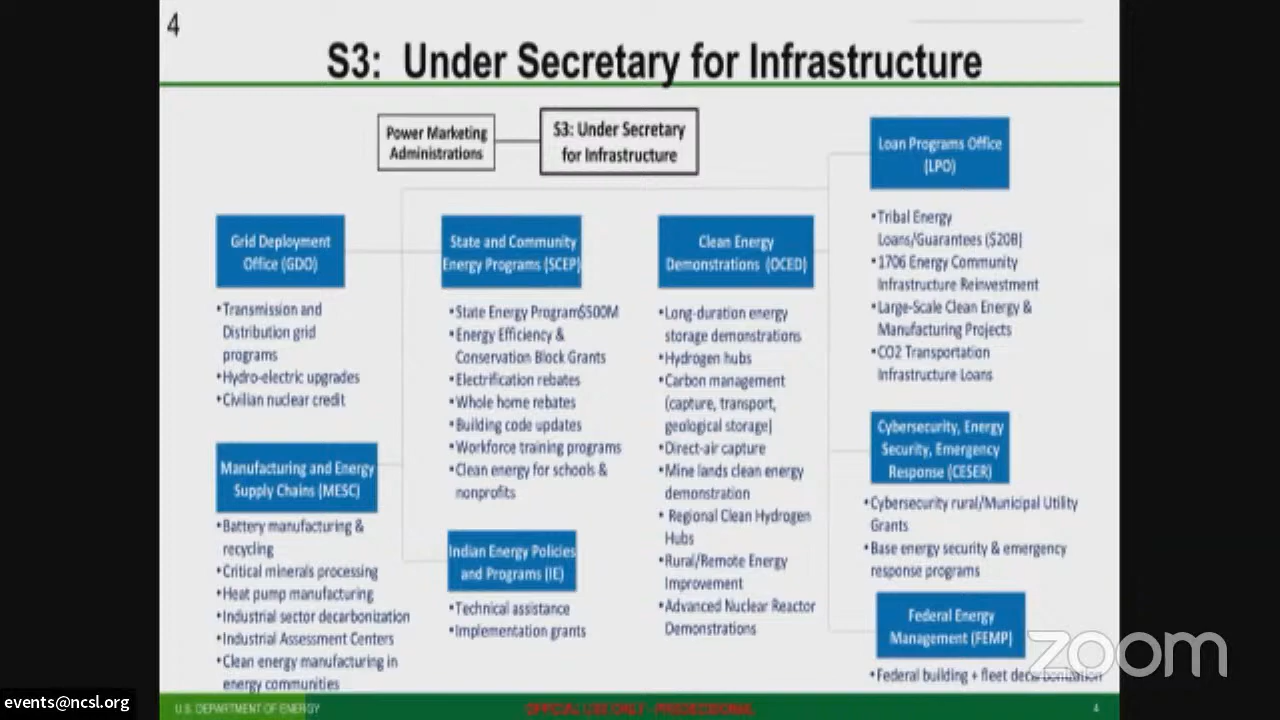 4
S3: Under Secretary for Infrastructure
Power Marketing
Administrations
S3: Under Secretary
for Infrastructure
Loan Programs Office
(LPO)
•Tribal Energy
Loans/Guarantees ($20B)
•1706 Energy Community
Infrastructure Reinvestment
•Large-Scale Clean Energy &
Manufacturing Projects
•CO2 Transportation
Infrastructure Loans
Grid Deployment
Office (GDO)
•Transmission and
Distribution grid
programs
•Hydro-electric upgrades
•Civilian nuclear credit
State and Community
Energy Programs (SCEP)
•State Energy Program$500M
•Energy Efficiency &
Conservation Block Grants
•Electrification rebates
•Whole home rebates
•Building code updates
•Workforce training programs
•Clean energy for schools &
nonprofits
Clean Energy
Demonstrations (OCED)
•Long-duration energy
storage demonstrations
•Hydrogen hubs
•Carbon management
(capture, transport,
geological storage)
•Direct-air capture
•Mine lands clean energy
demonstration
• Regional Clean Hydrogen
Hubs
•Rural/Remote Energy
Improvement
•Advanced Nuclear Reactor
Demonstrations
Manufacturing and Energy
Supply Chains (MESC)
•Battery manufacturing &
recycling
•Critical minerals processing
•Heat pump manufacturing
•Industrial sector decarbonization
•Industrial Assessment Centers
•Clean energy manufacturing in
energy communities
Indian Energy Policies
and Programs (IE)
•Technical assistance
•Implementation grants
Cybersecurity, Energy
Security, Emergency
Response (CESER)
•Cybersecurity rural/Municipal Utility
Grants
•Base energy security & emergency
response programs
Federal Energy
Management (FEMP)
•Federal building + fleet decarbonization
zoom
events@ncsl.org
U.S. DEPARTMENT OF ENERGY
OFFICIAL USE ONLY - PREDECISIONAL
4